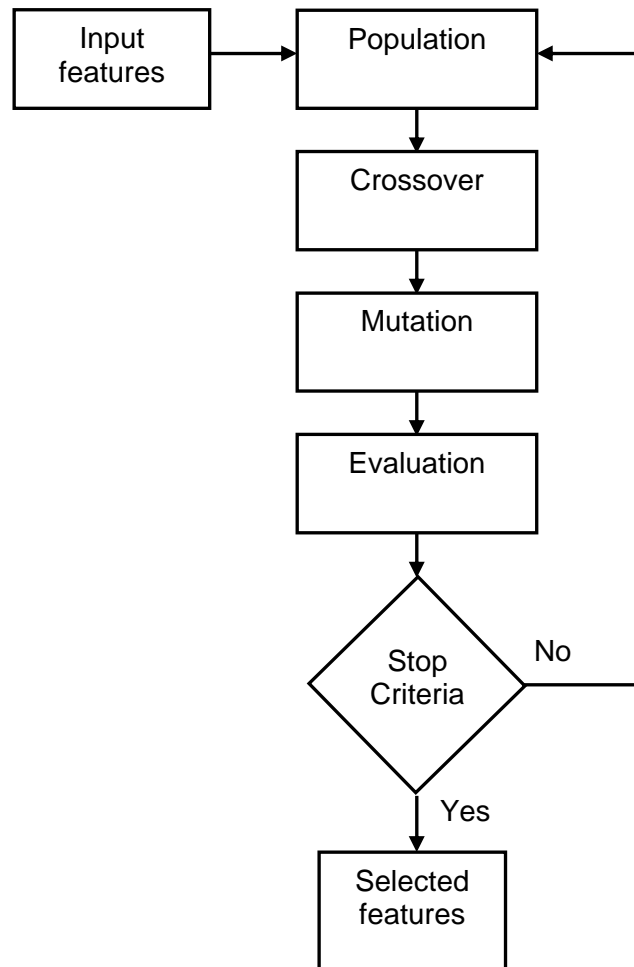 Input
features
Population
Crossover
Mutation
Evaluation
Stop
Criteria
No
Yes
Selected
features